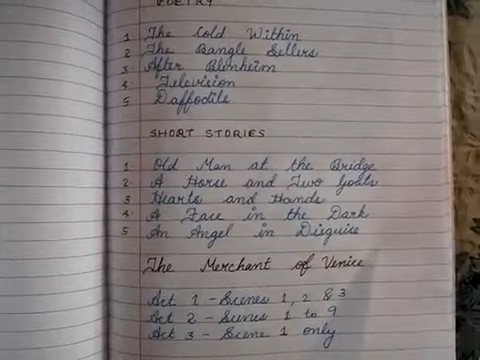 POETRY
1 The Cold Within
2 The Bangle Sellers
3 After Blenheim
4. Television
5 Daffodils
SHORT STORIES
1. Old Man at the Bridge
2. A Horse and Two Goats
3 Hearts and Hands
4. A Face in the Dark
5 An Angel in Disguise
The Merchant of Venice
Act 1 - Scenes 1, 2 & 3
Act 2 - Scenes 1 to 9
Act 3 - Scene 1 only